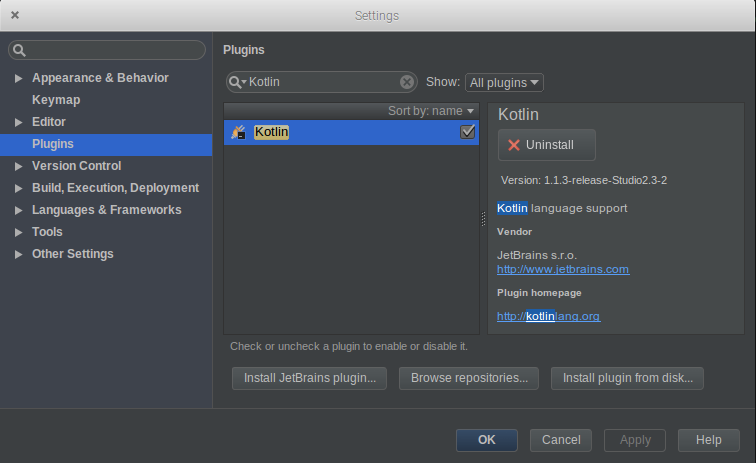 Settings
Plugins
Kotlin
Show: All plugins
Appearance & Behavior
Keymap
Editor
Plugins
Version Control
Build, Execution, Deployment
Languages & Frameworks
Tools
Other Settings
Sort by: name
Kotlin
Kotlin
Uninstall
Version: 1.1.3-release-Studio2.3-2
Kotlin language support
Vendor
JetBrains s.r.o.
http://www.jetbrains.com
Plugin homepage
http://kotlinlang.org
Check or uncheck a plugin to enable or disable it.
Install JetBrains plugin...
Browse repositories...
Install plugin from disk...
OK
Cancel
Apply
Help